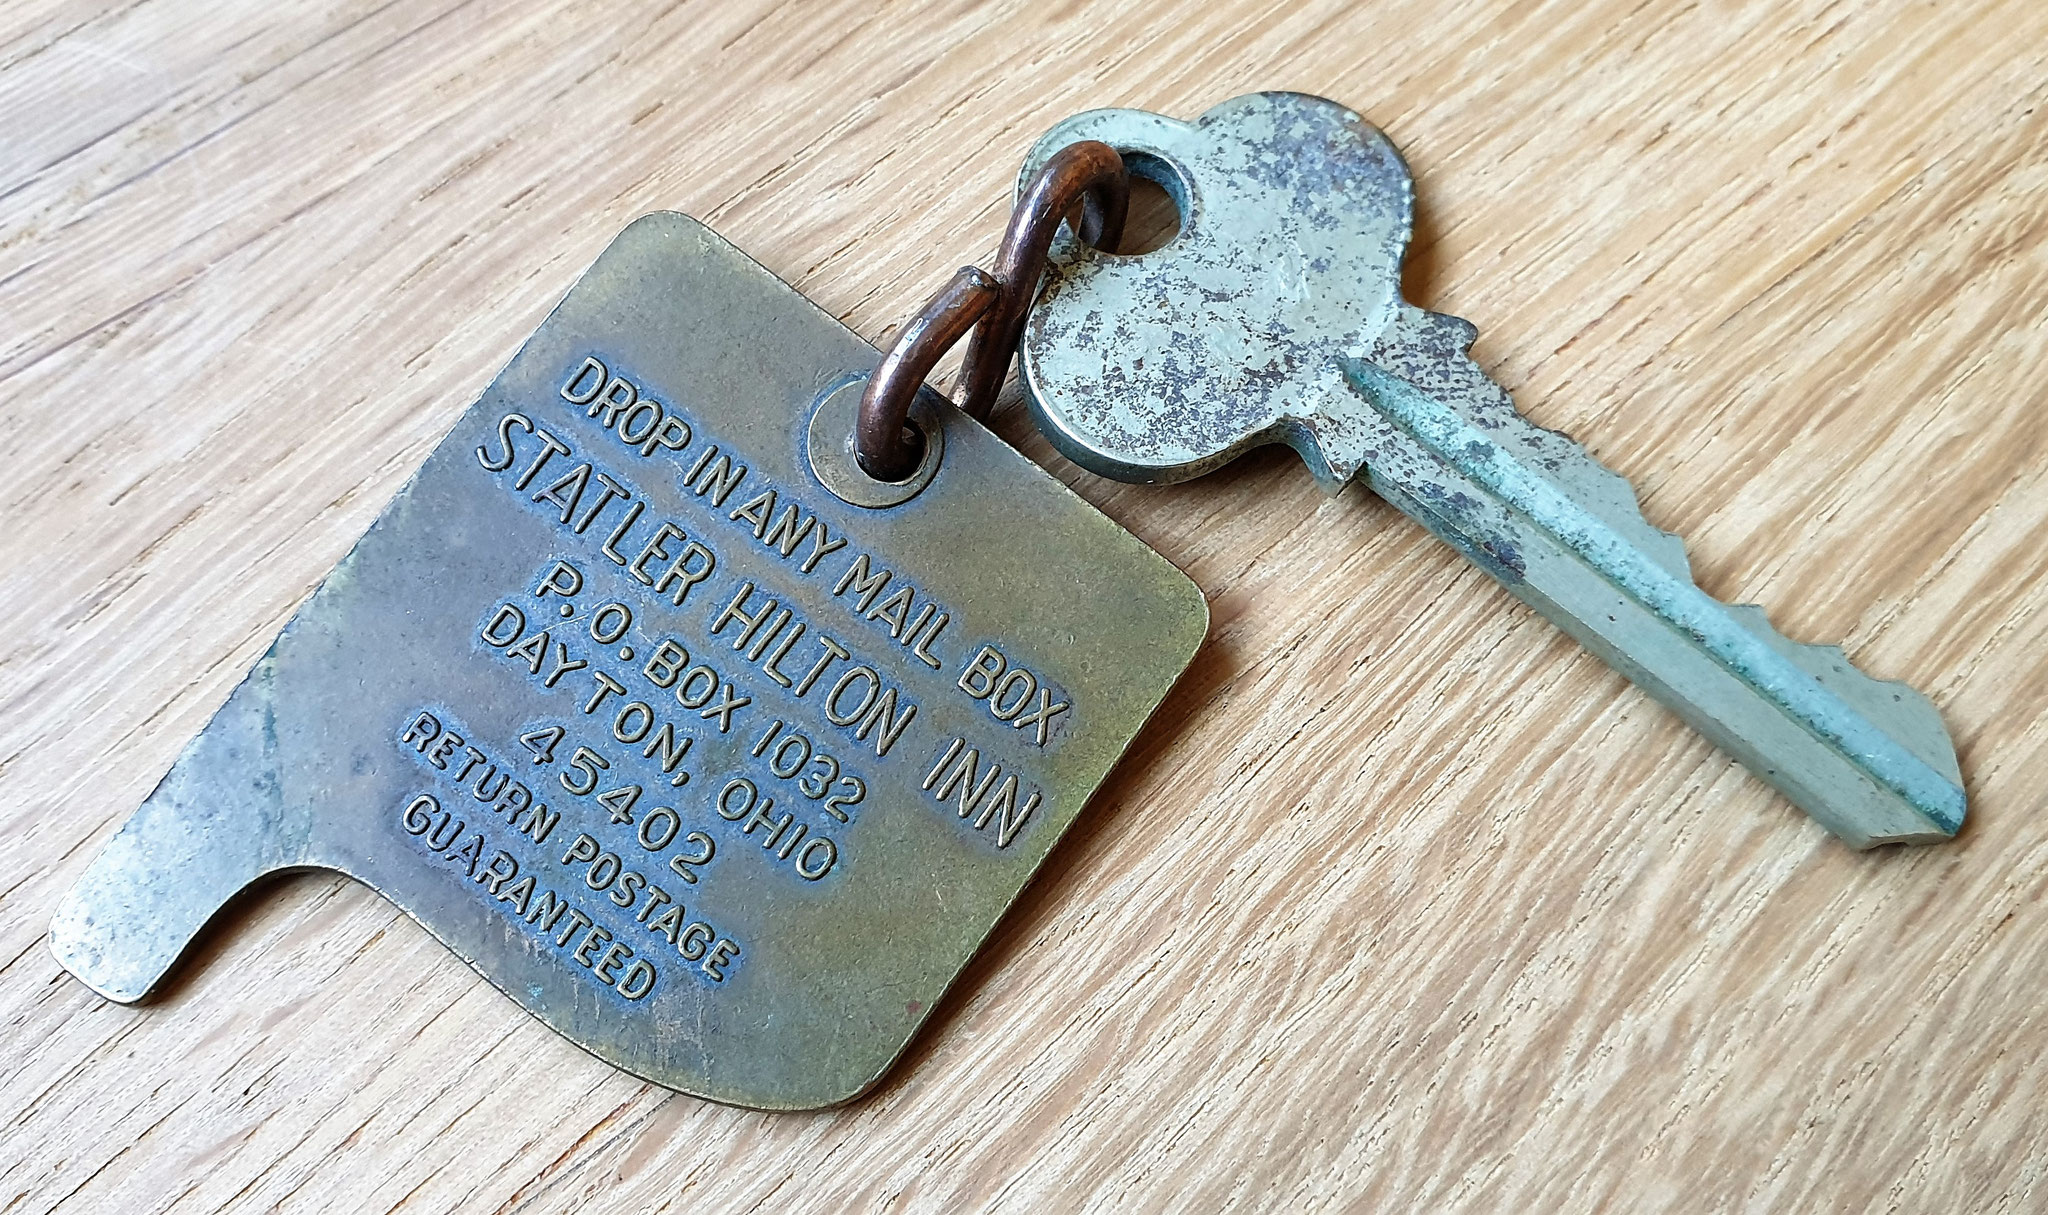 DROP IN ANY MAIL BOX
STATLER HILTON INN
P.O. BOX 1032
DAYTON, OHIO
45402
RETURN POSTAGE
GUARANTEED